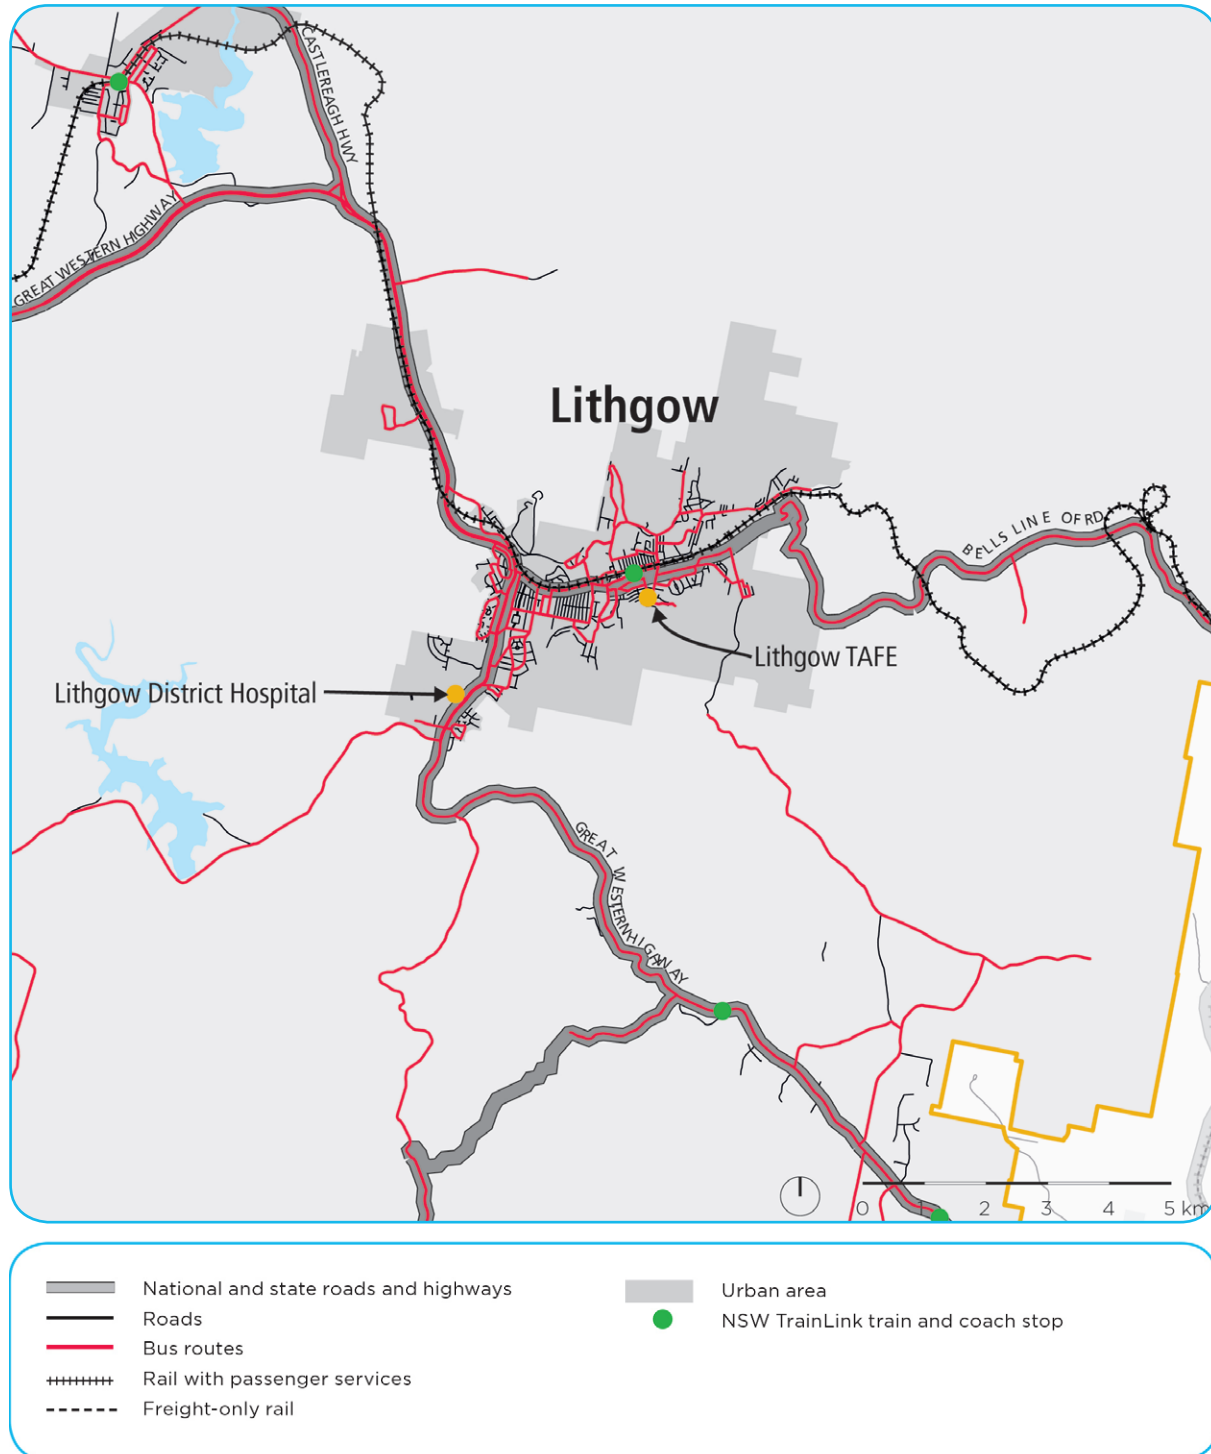 CASTLEREAGH HWY
GREAT WESTERN HIGHWAY
Lithgow
BELLS LINE OF RD
Lithgow TAFE
Lithgow District Hospital
GREAT WESTERN HIGAWAY
0 1 2 3 4 5 km
National and state roads and highways
Roads
Bus routes
Rail with passenger services
Freight-only rail
Urban area
NSW TrainLink train and coach stop